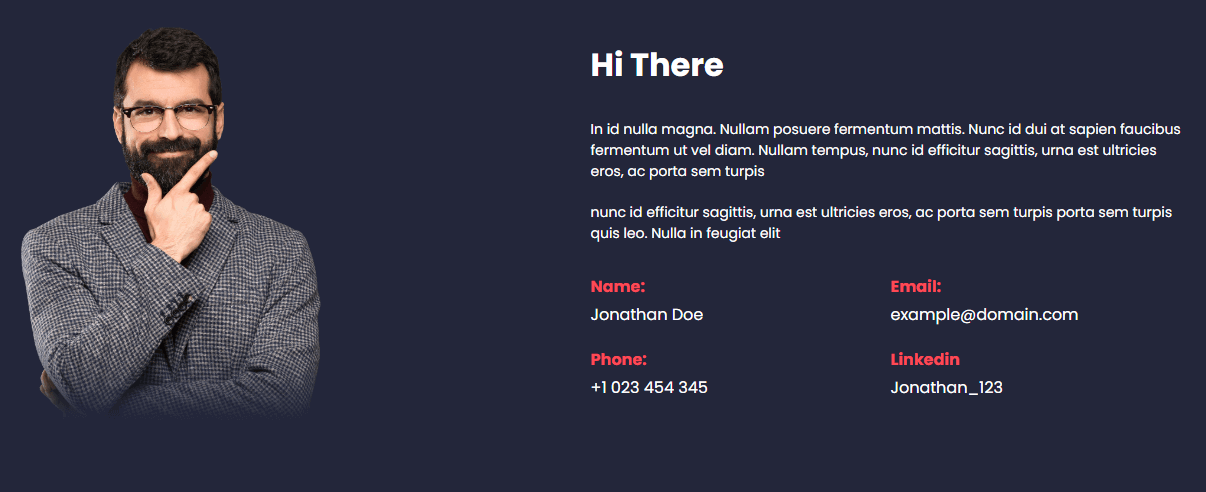 Hi There
In id nulla magna. Nullam posuere fermentum mattis. Nunc id dui at sapien faucibus
fermentum ut vel diam. Nullam tempus, nunc id efficitur sagittis, urna est ultricies
eros, ac porta sem turpis
nunc id efficitur sagittis, urna est ultricies eros, ac porta sem turpis porta sem turpis
quis leo. Nulla in feugiat elit
Name:
Jonathan Doe
Email:
example@domain.com
Phone:
+1 023 454 345
Linkedin
Jonathan_123